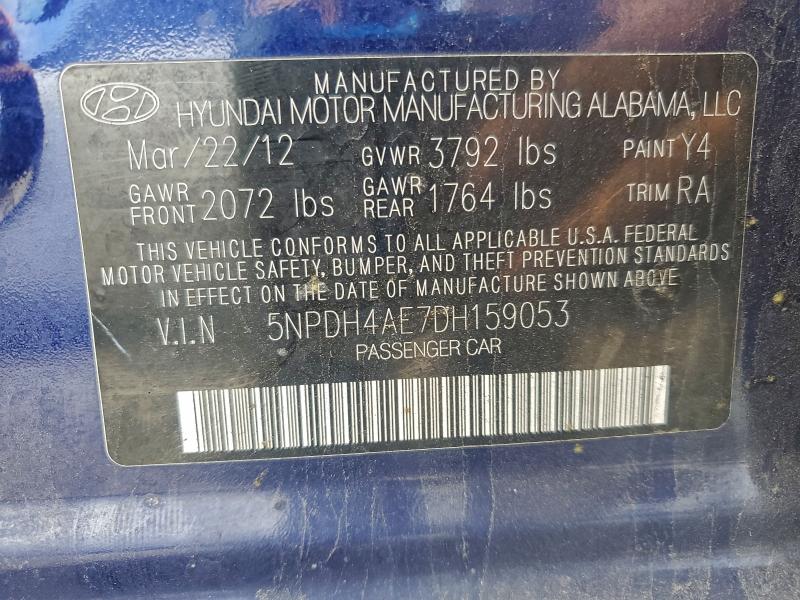 MANUFACTURED BY
HYUNDAI MOTOR MANUFACTURING ALABAMA, LLC
Mar/22/12 GVWR 3792 lbs PAINT Y4
GAWR FRONT 2072 lbs GAWR REAR 1764 lbs TRIM RA
THIS VEHICLE CONFORMS TO ALL APPLICABLE U.S.A. FEDERAL
MOTOR VEHICLE SAFETY, BUMPER, AND THEFT PREVENTION STANDARDS
IN EFFECT ON THE DATE OF MANUFACTURE SHOWN ABOVE.
V.I.N 5NPDH4AE7DH159053
PASSENGER CAR